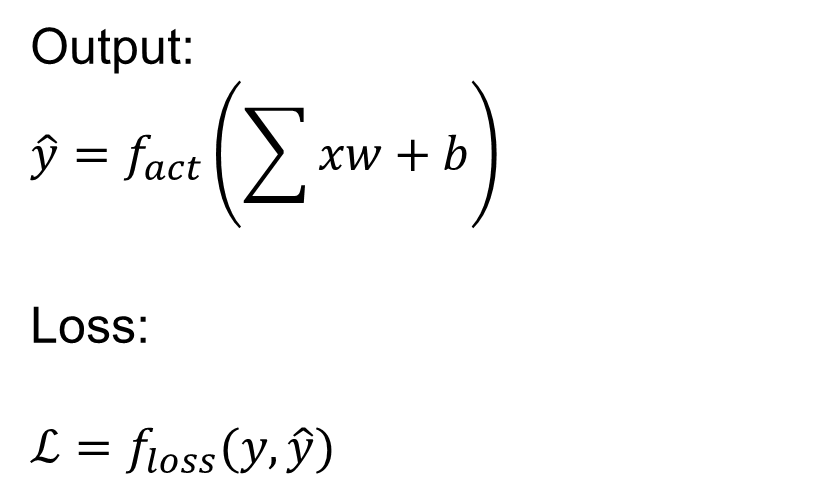 Output:
ŷ = f_act (∑ xw + b)
Loss:
ℒ = f_loss(y, ŷ)